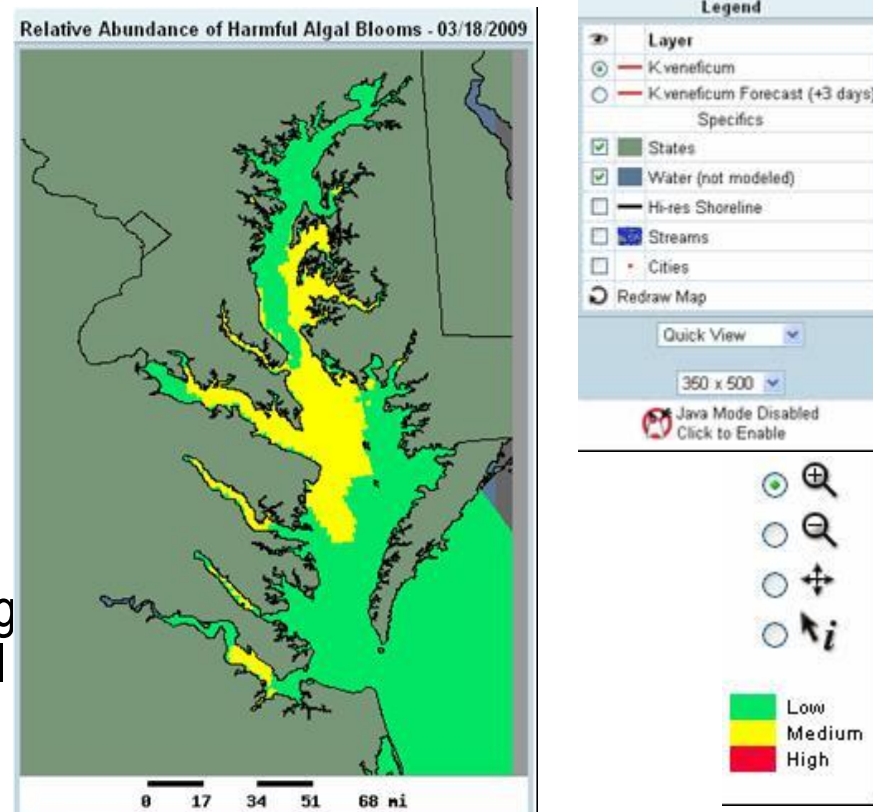 Relative Abundance of Harmful Algal Blooms - 03/18/2009
g
l
0 17 34 51 68 mi
Legend
Layer
K.veneficum
K.veneficum Forecast (+3 days)
Specifics
States
Water (not modeled)
Hi-res Shoreline
Streams
Cities
Redraw Map
Quick View
350 x 500
Java Mode Disabled
Click to Enable
i
Low
Medium
High